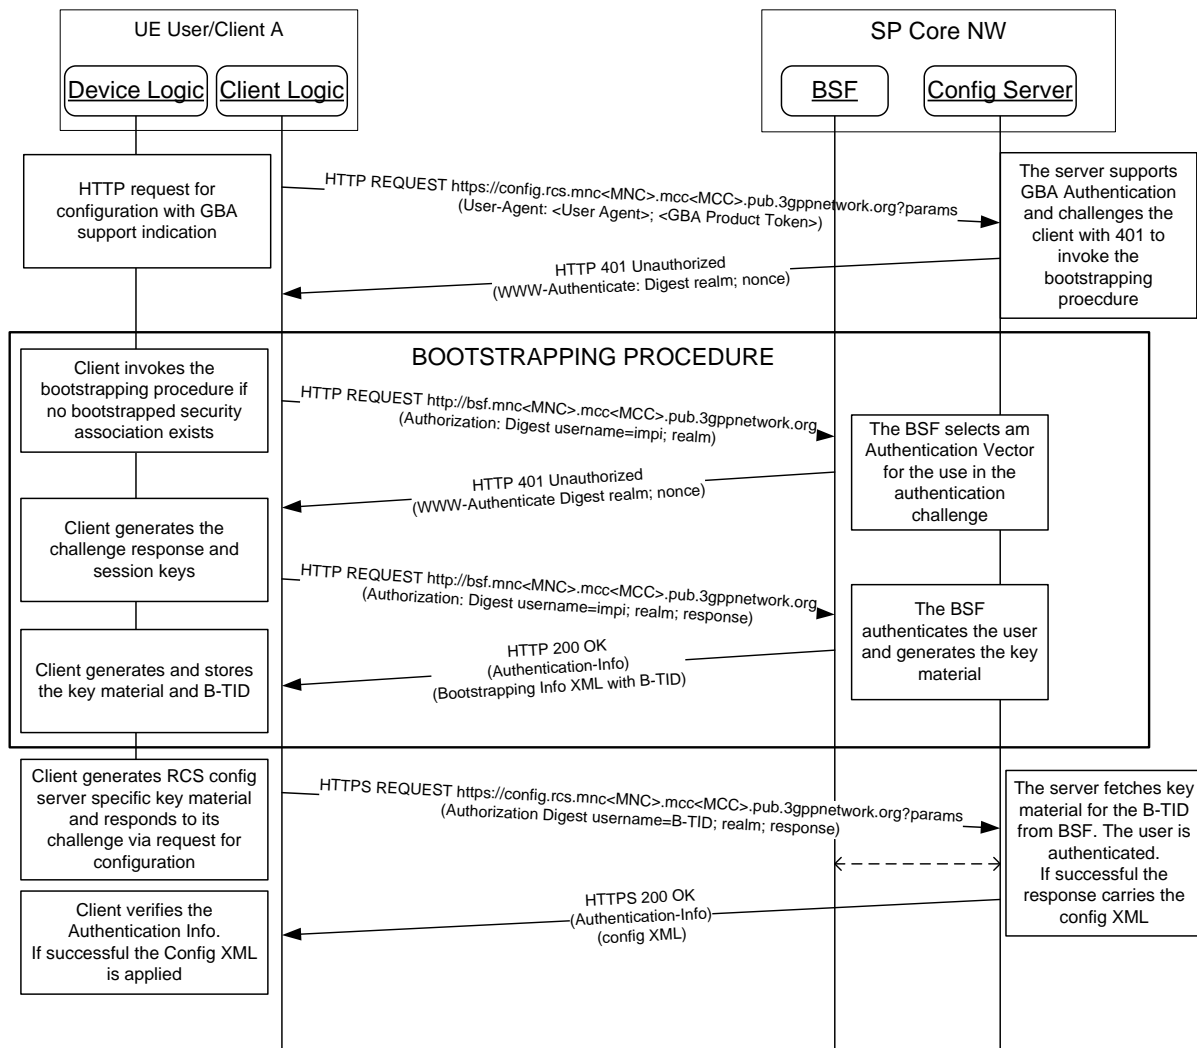 UE User/Client A
SP Core NW
Device Logic
Client Logic
BSF
Config Server
HTTP request for
configuration with GBA
support indication
HTTP REQUEST https://config.rcs.mnc<MNC>.mcc<MCC>.pub.3gppnetwork.org?params
(User-Agent: <User Agent>; <GBA Product Token>)
The server supports
GBA Authentication
and challenges the
client with 401 to
invoke the
bootstrapping
proecdure
HTTP 401 Unauthorized
(WWW-Authenticate: Digest realm; nonce)
BOOTSTRAPPING PROCEDURE
Client invokes the
bootstrapping procedure if
no bootstrapped security
association exists
HTTP REQUEST http://bsf.mnc<MNC>.mcc<MCC>.pub.3gppnetwork.org
(Authorization: Digest username=impi; realm)
The BSF selects am
Authentication Vector
for the use in the
authentication
challenge
HTTP 401 Unauthorized
(WWW-Authenticate Digest realm; nonce)
Client generates the
challenge response and
session keys
HTTP REQUEST http://bsf.mnc<MNC>.mcc<MCC>.pub.3gppnetwork.org
(Authorization: Digest username=impi; realm; response)
The BSF
authenticates the user
and generates the key
material
HTTP 200 OK
(Authentication-Info)
(Bootstrapping Info XML with B-TID)
Client generates and stores
the key material and B-TID
Client generates RCS config
server specific key material
and responds to its
challenge via request for
configuration
HTTPS REQUEST https://config.rcs.mnc<MNC>.mcc<MCC>.pub.3gppnetwork.org?params
(Authorization Digest username=B-TID; realm; response)
The server fetches key
material for the B-TID
from BSF. The user is
authenticated.
If successful the
response carries the
config XML
HTTPS 200 OK
(Authentication-Info)
(config XML)
Client verifies the
Authentication Info.
If successful the Config XML
is applied